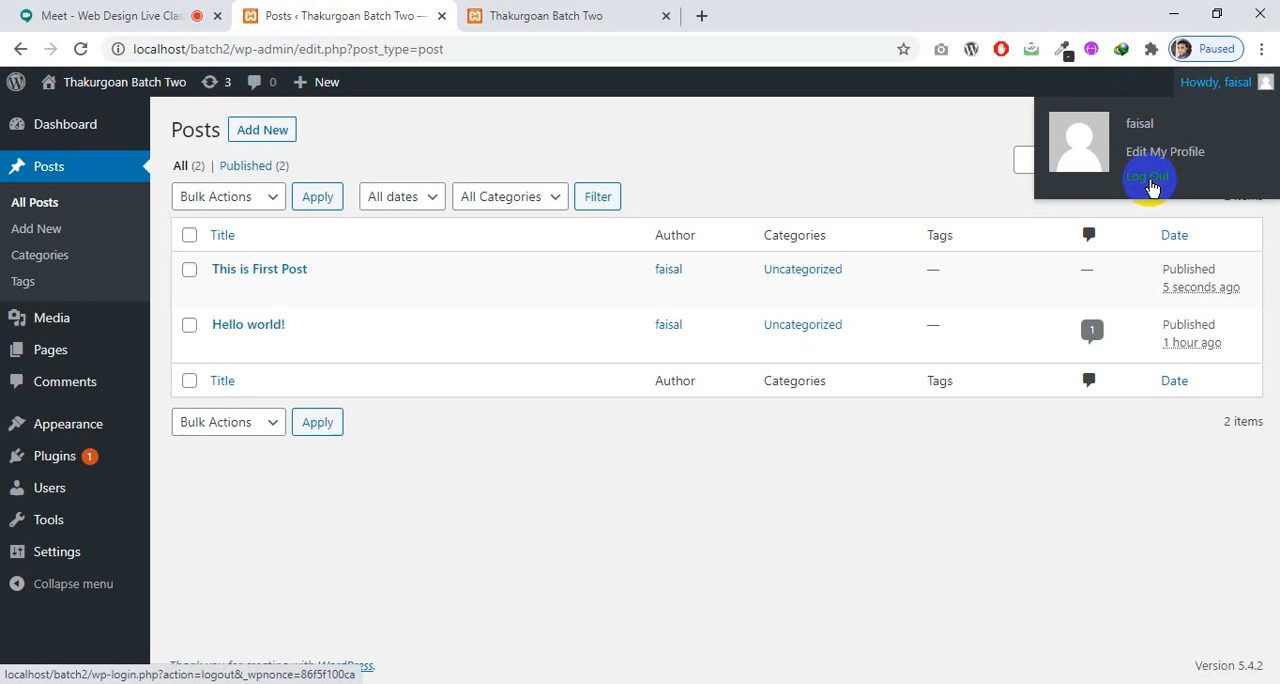 Meet - Web Design Live Clas
Posts ‹ Thakurgoan Batch Two —
Thakurgoan Batch Two
localhost/batch2/wp-admin/edit.php?post_type=post
Paused
Thakurgoan Batch Two
3
0
New
Howdy, faisal
faisal
Edit My Profile
Log Out
Dashboard
Posts
All Posts
Add New
Categories
Tags
Media
Pages
Comments
Appearance
Plugins 1
Users
Tools
Settings
Collapse menu
Posts
Add New
All (2) | Published (2)
Bulk Actions
Apply
All dates
All Categories
Filter
Title
Author
Categories
Tags
Date
This is First Post
faisal
Uncategorized
—
—
Published
5 seconds ago
Hello world!
faisal
Uncategorized
—
1
Published
1 hour ago
Title
Author
Categories
Tags
Date
Bulk Actions
Apply
2 items
WordPress.
Version 5.4.2
localhost/batch2/wp-login.php?action=logout&_wpnonce=86f5f100ca